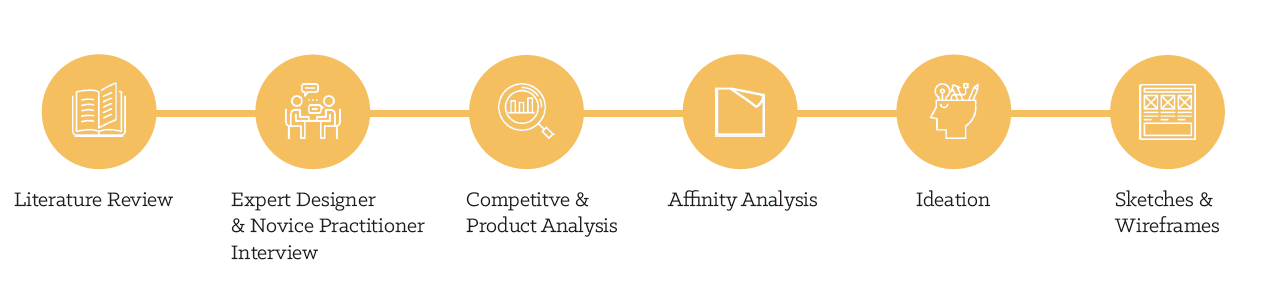 Literature Review
Expert Designer
& Novice Practitioner
Interview
Competitve &
Product Analysis
Affinity Analysis
Ideation
Sketches &
Wireframes